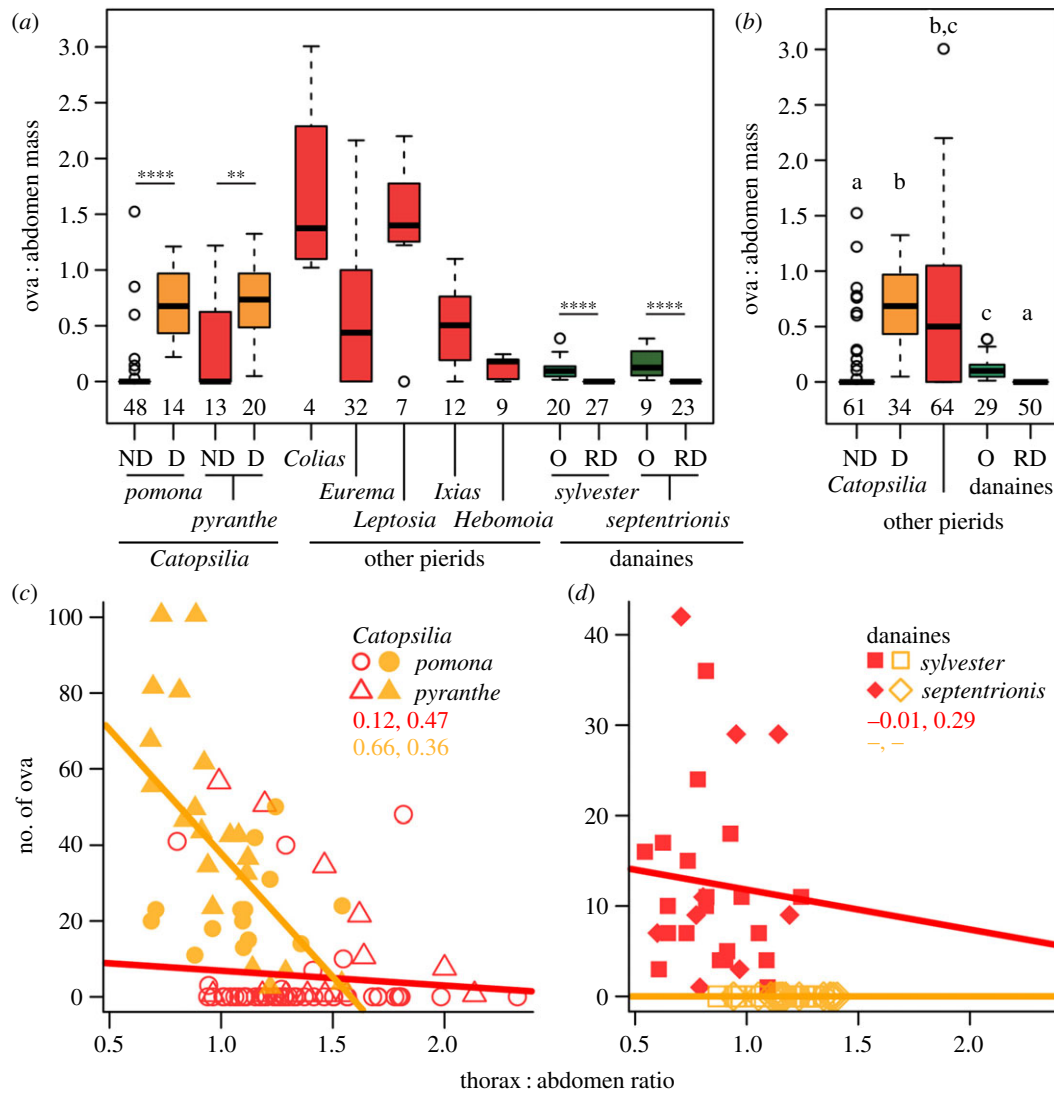 (a)
3.0
2.5
2.0
1.5
1.0
0.5
0
ova : abdomen mass
**** ** **** ****
48 14 13 20 4 32 7 12 9 20 27 9 23
ND D ND D Colias O RD O RD
Eurema Ixias
pomona sylvester
pyranthe Leptosia Hebomoia septentrionis
Catopsilia other pierids danaines
(b)
b,c
3.0
2.5
2.0
1.5
1.0
0.5
0
ova : abdomen mass
a b c a
61 34 64 29 50
ND D O RD
Catopsilia danaines
other pierids
(c)
100
80
60
40
20
0
no. of ova
Catopsilia
pomona
pyranthe
0.12, 0.47
0.66, 0.36
0.5 1.0 1.5 2.0
(d)
40
30
20
10
0
danaines
sylvester
septentrionis
–0.01, 0.29
–, –
0.5 1.0 1.5 2.0
thorax : abdomen ratio